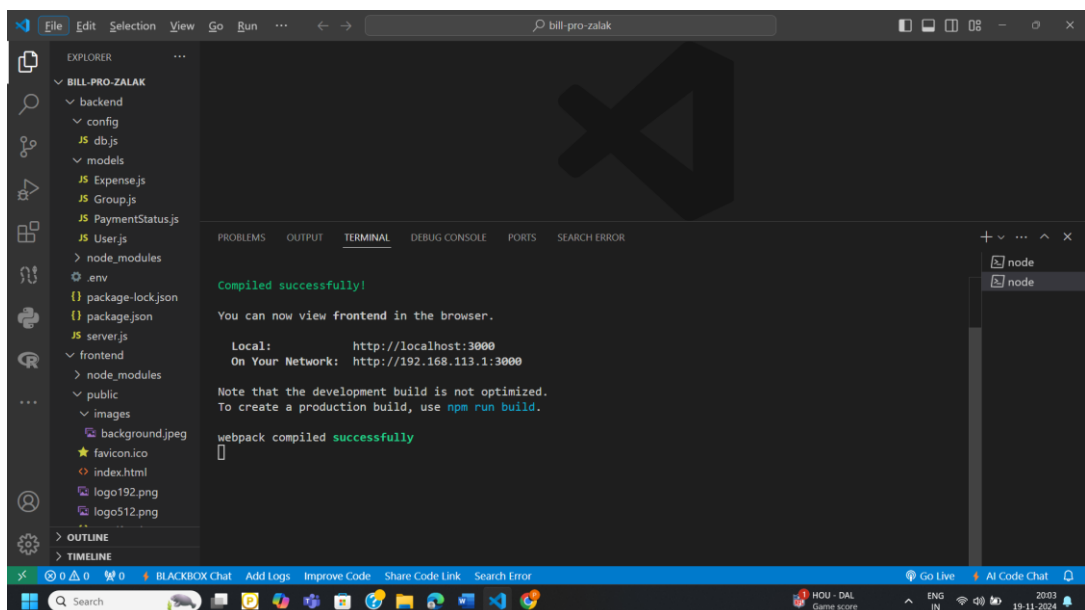 File Edit Selection View Go Run ··· bill-pro-zalak
EXPLORER ···
BILL-PRO-ZALAK
backend
config
JS db.js
models
JS Expense.js
JS Group.js
JS PaymentStatus.js
JS User.js
node_modules
.env
{} package-lock.json
{} package.json
JS server.js
frontend
node_modules
public
images
background.jpeg
favicon.ico
<> index.html
logo192.png
logo512.png
OUTLINE
TIMELINE
PROBLEMS OUTPUT TERMINAL DEBUG CONSOLE PORTS SEARCH ERROR
node
node
Compiled successfully!
You can now view frontend in the browser.
Local: http://localhost:3000
On Your Network: http://192.168.113.1:3000
Note that the development build is not optimized.
To create a production build, use npm run build.
webpack compiled successfully
0 0 0 BLACKBOX Chat Add Logs Improve Code Share Code Link Search Error Go Live AI Code Chat
Search HOU - DAL ENG 20:03
Game score IN 19-11-2024